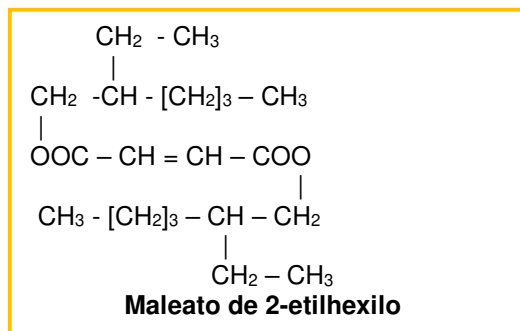 CH₂ - CH₃
|
CH₂ -CH - [CH₂]₃ – CH₃
|
OOC – CH = CH – COO
|
CH₃ - [CH₂]₃ – CH – CH₂
|
CH₂ – CH₃
Maleato de 2-etilhexilo